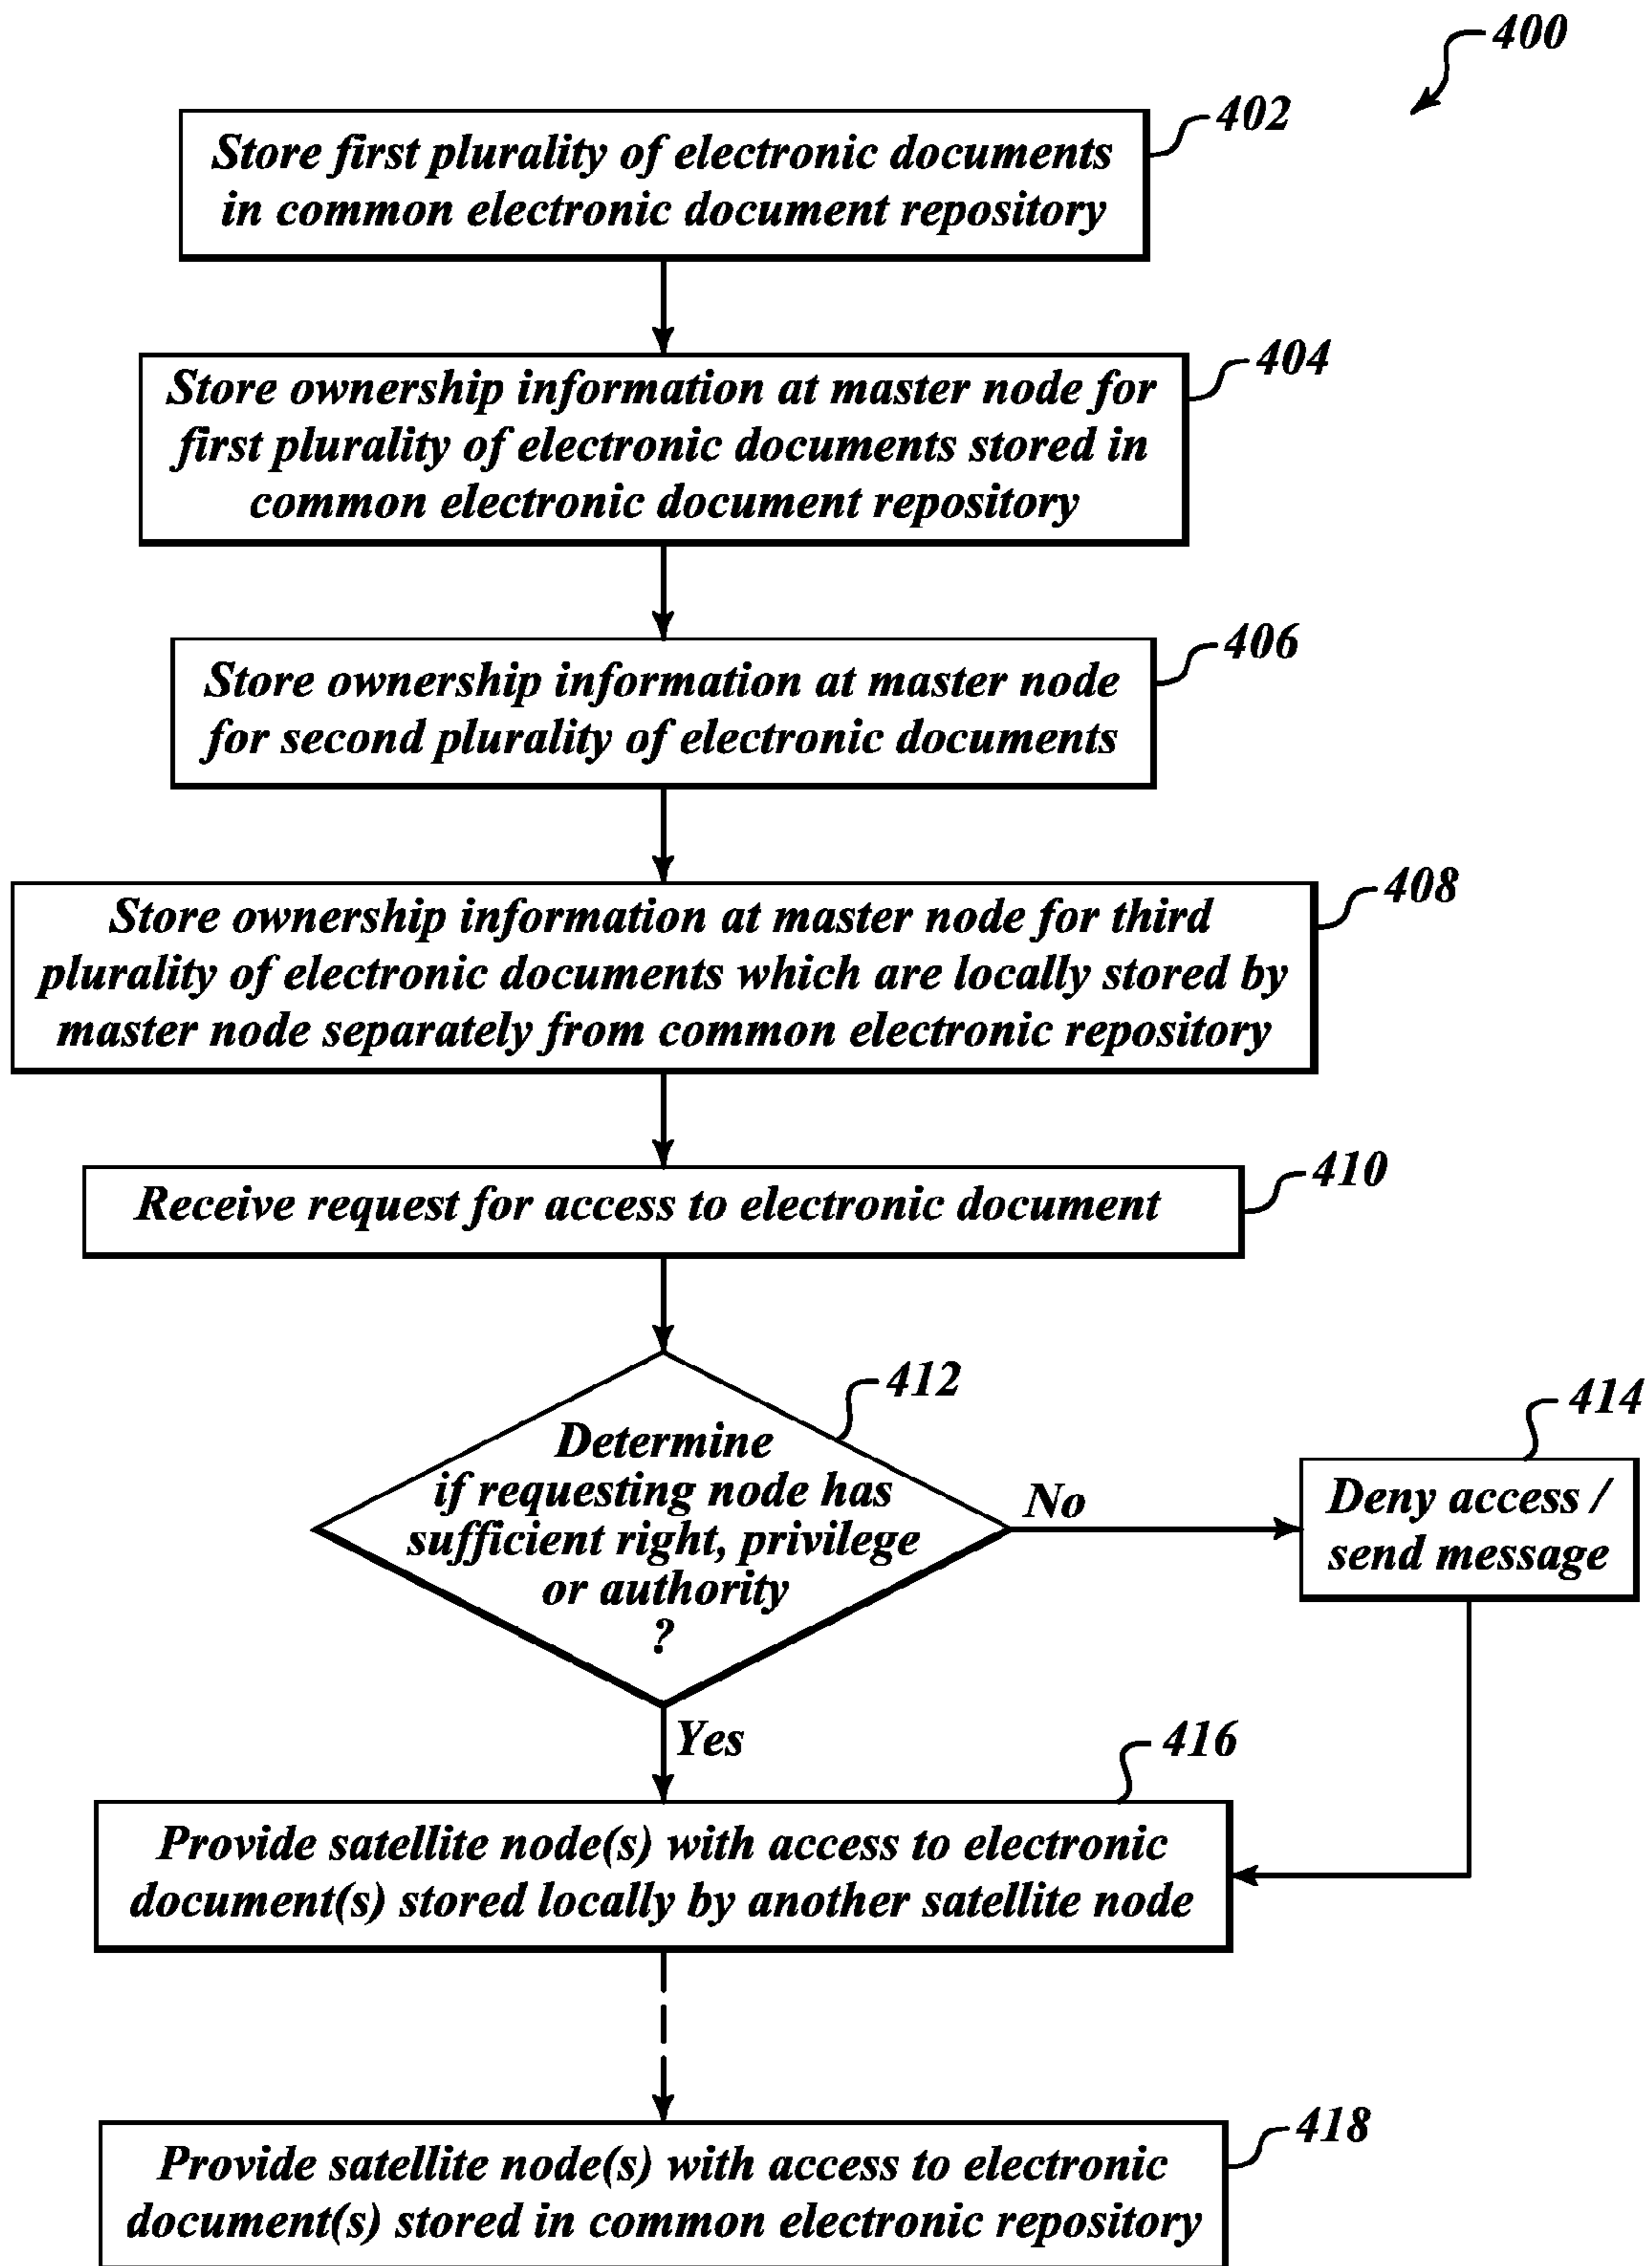 400
402
Store first plurality of electronic documents
in common electronic document repository
404
Store ownership information at master node for
first plurality of electronic documents stored in
common electronic document repository
406
Store ownership information at master node
for second plurality of electronic documents
408
Store ownership information at master node for third
plurality of electronic documents which are locally stored by
master node separately from common electronic repository
410
Receive request for access to electronic document
412
Determine
if requesting node has
sufficient right, privilege
or authority
?
No
414
Deny access /
send message
Yes
416
Provide satellite node(s) with access to electronic
document(s) stored locally by another satellite node
418
Provide satellite node(s) with access to electronic
document(s) stored in common electronic repository